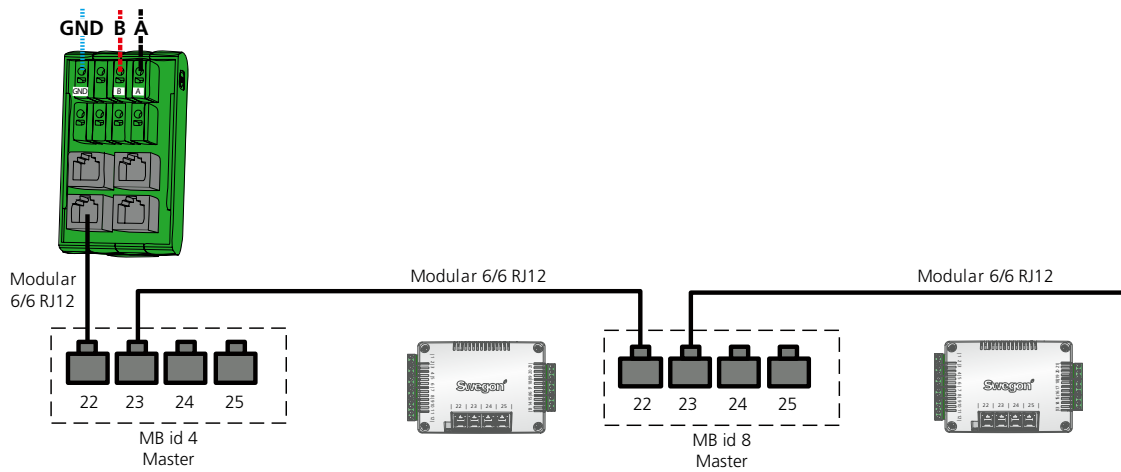 GND B A
GND B A
Modular
6/6 RJ12
Modular 6/6 RJ12
Modular 6/6 RJ12
22 23 24 25
MB id 4
Master
Swegon
22 23 24 25
22 23 24 25
MB id 8
Master
Swegon
22 23 24 25